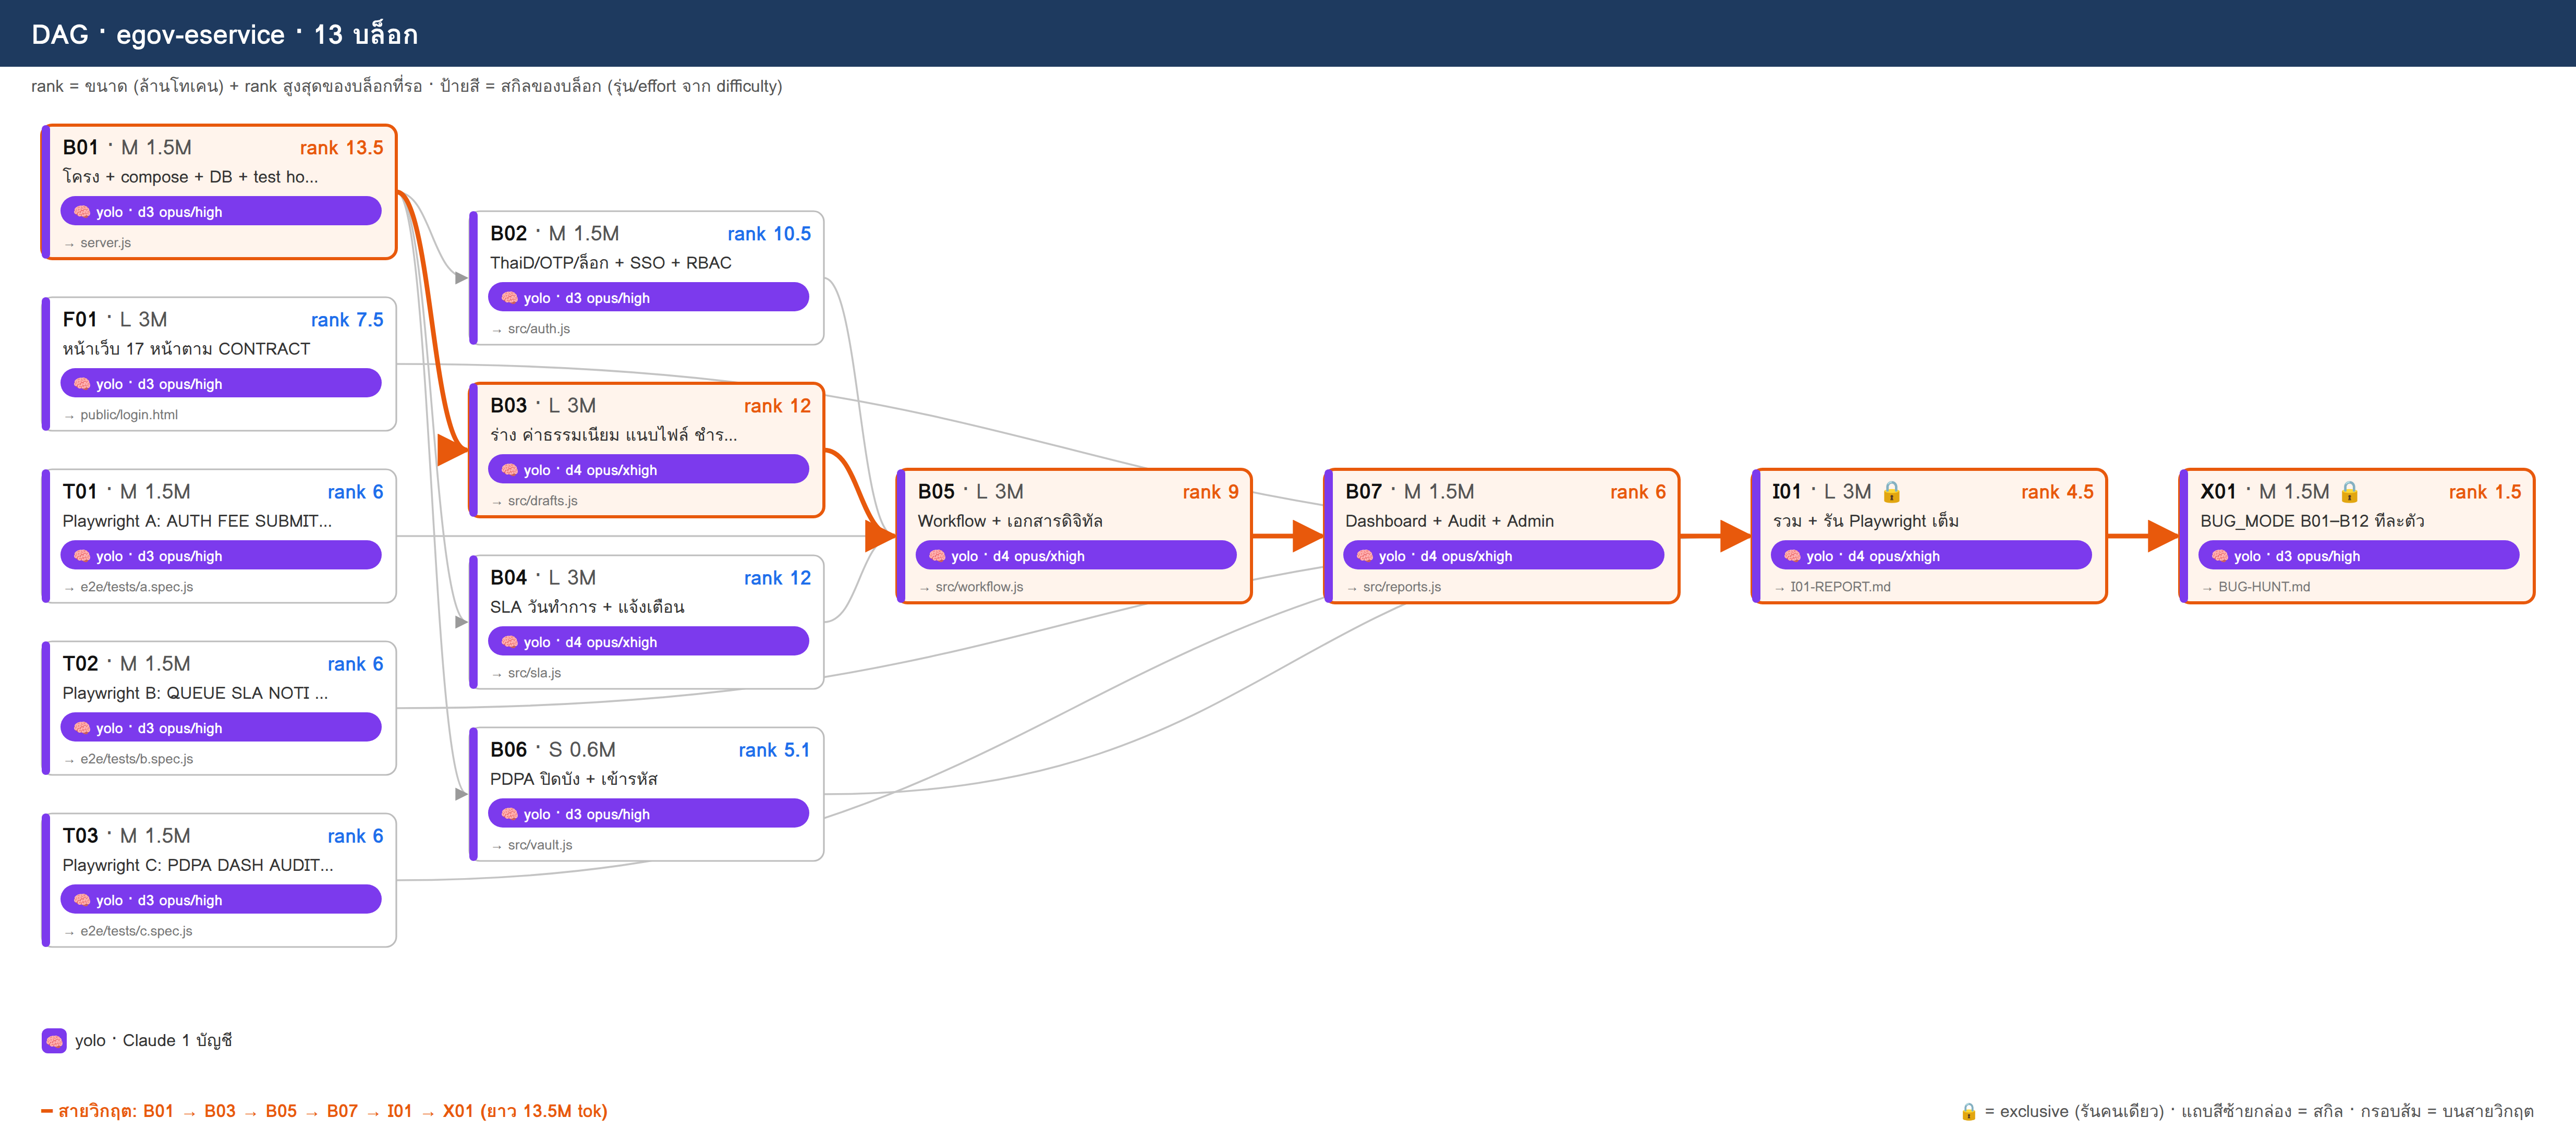 DAG · egov-eservice · 13 บล็อก
rank = ขนาด (ล้านโทเคน) + rank สูงสุดของบล็อกที่รอ · ป้ายสี = สกิลของบล็อก (รุ่น/effort จาก difficulty)
B01 · M 1.5M rank 13.5
โครง + compose + DB + test ho...
🧠 yolo · d3 opus/high
→ server.js
F01 · L 3M rank 7.5
หน้าเว็บ 17 หน้าตาม CONTRACT
🧠 yolo · d3 opus/high
→ public/login.html
T01 · M 1.5M rank 6
Playwright A: AUTH FEE SUBMIT...
🧠 yolo · d3 opus/high
→ e2e/tests/a.spec.js
T02 · M 1.5M rank 6
Playwright B: QUEUE SLA NOTI ...
🧠 yolo · d3 opus/high
→ e2e/tests/b.spec.js
T03 · M 1.5M rank 6
Playwright C: PDPA DASH AUDIT...
🧠 yolo · d3 opus/high
→ e2e/tests/c.spec.js
B02 · M 1.5M rank 10.5
ThaiD/OTP/ล็อก + SSO + RBAC
🧠 yolo · d3 opus/high
→ src/auth.js
B03 · L 3M rank 12
ร่าง ค่าธรรมเนียม แนบไฟล์ ชำร...
🧠 yolo · d4 opus/xhigh
→ src/drafts.js
B04 · L 3M rank 12
SLA วันทำการ + แจ้งเตือน
🧠 yolo · d4 opus/xhigh
→ src/sla.js
B06 · S 0.6M rank 5.1
PDPA ปิดบัง + เข้ารหัส
🧠 yolo · d3 opus/high
→ src/vault.js
B05 · L 3M rank 9
Workflow + เอกสารดิจิทัล
🧠 yolo · d4 opus/xhigh
→ src/workflow.js
B07 · M 1.5M rank 6
Dashboard + Audit + Admin
🧠 yolo · d4 opus/xhigh
→ src/reports.js
I01 · L 3M 🔒 rank 4.5
รวม + รัน Playwright เต็ม
🧠 yolo · d4 opus/xhigh
→ I01-REPORT.md
X01 · M 1.5M 🔒 rank 1.5
BUG_MODE B01–B12 ทีละตัว
🧠 yolo · d3 opus/high
→ BUG-HUNT.md
🧠 yolo · Claude 1 บัญชี
━ สายวิกฤต: B01 → B03 → B05 → B07 → I01 → X01 (ยาว 13.5M tok)
🔒 = exclusive (รันคนเดียว) · แถบสีซ้ายกล่อง = สกิล · กรอบส้ม = บนสายวิกฤต